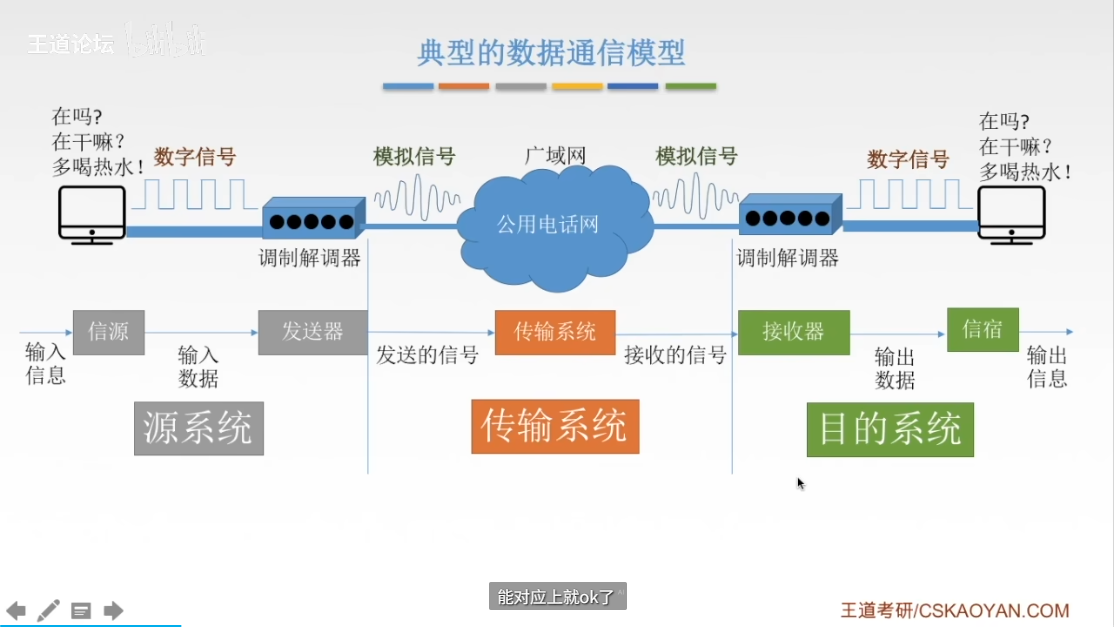 王道论坛 bilibili
典型的数据通信模型
在吗?
在干嘛?
多喝热水!
数字信号
模拟信号
广域网
模拟信号
数字信号
在吗?
在干嘛?
多喝热水!
公用电话网
调制解调器
调制解调器
信源
发送器
传输系统
接收器
信宿
输入
信息
输入
数据
发送的信号
接收的信号
输出
数据
输出
信息
源系统
传输系统
目的系统
能对应上就ok了 AI
王道考研/CSKAOYAN.COM